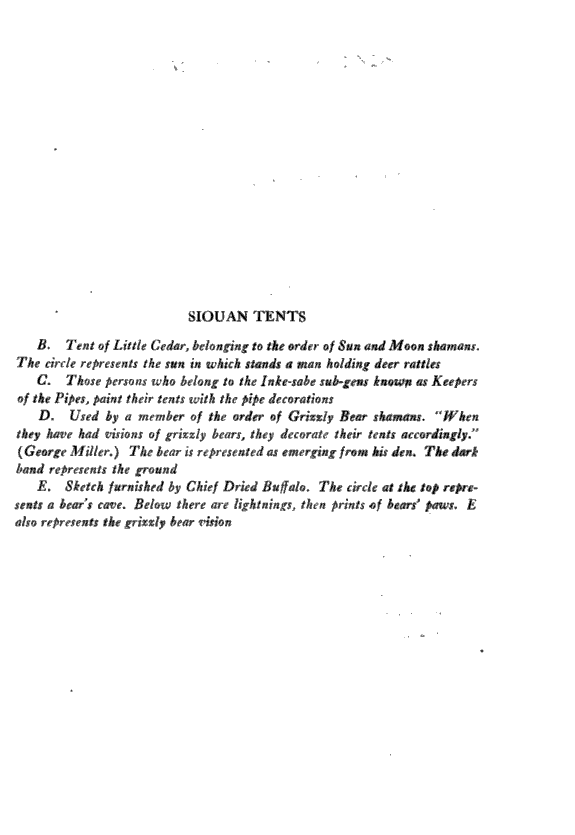 SIOUAN TENTS
B. Tent of Little Cedar, belonging to the order of Sun and Moon shamans.
The circle represents the sun in which stands a man holding deer rattles
C. Those persons who belong to the Inke-sabe sub-gens known as Keepers
of the Pipes, paint their tents with the pipe decorations
D. Used by a member of the order of Grizzly Bear shamans. "When
they have had visions of grizzly bears, they decorate their tents accordingly."
(George Miller.) The bear is represented as emerging from his den. The dark
band represents the ground
E. Sketch furnished by Chief Dried Buffalo. The circle at the top repre-
sents a bear's cave. Below there are lightnings, then prints of bears' paws. E
also represents the grizzly bear vision